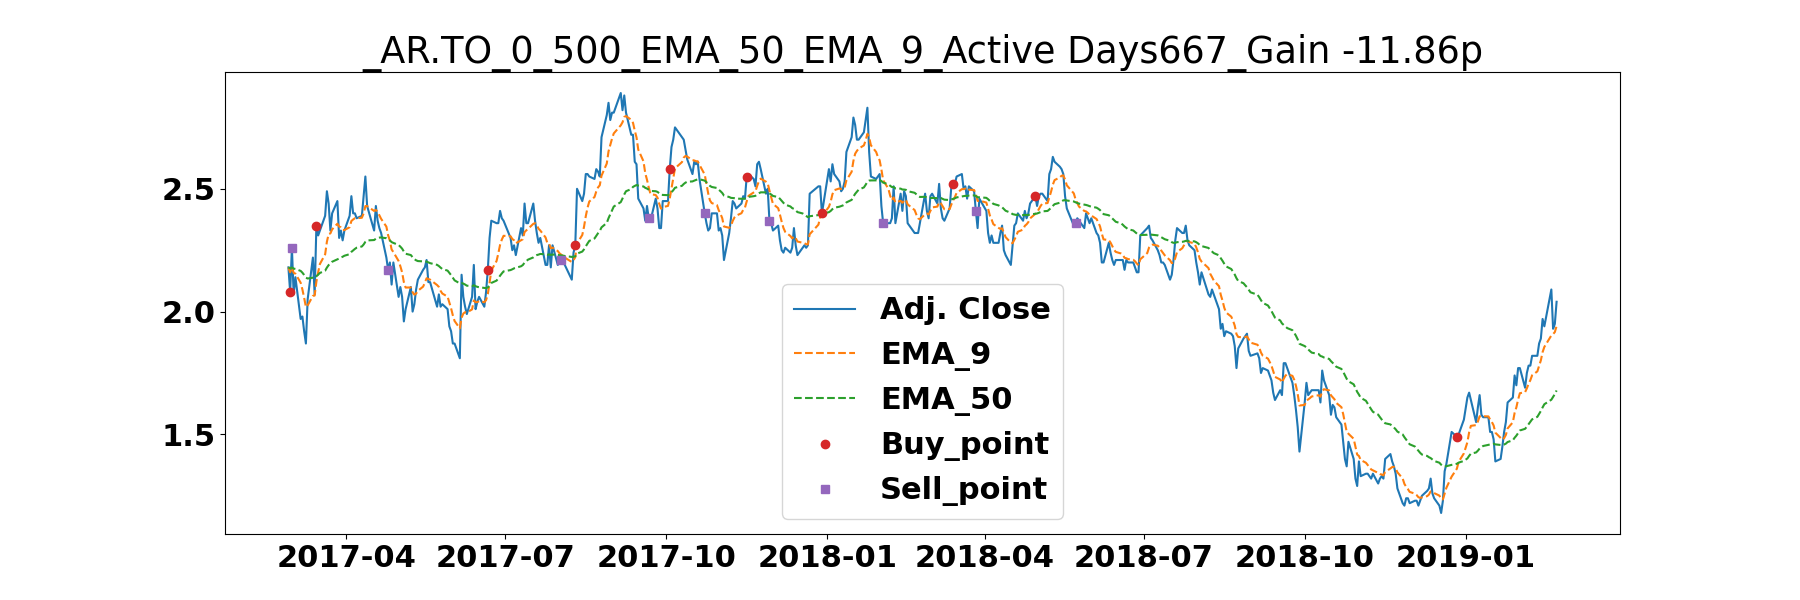 _AR.TO_0_500_EMA_50_EMA_9_Active Days667_Gain -11.86p
2.5
2.0
1.5
Adj. Close
EMA_9
EMA_50
Buy_point
Sell_point
2017-04 2017-07 2017-10 2018-01 2018-04 2018-07 2018-10 2019-01